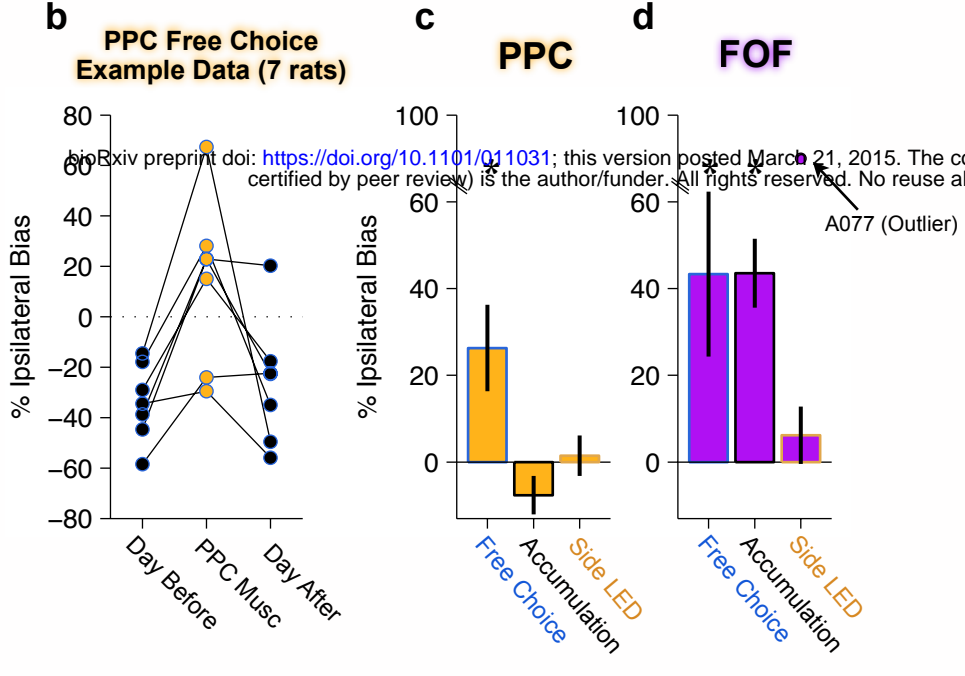 b
PPC Free Choice
Example Data (7 rats)
c
PPC
d
FOF
bioRxiv preprint doi: https://doi.org/10.1101/011031; this version posted March 21, 2015. The co
certified by peer review) is the author/funder. All rights reserved. No reuse al
% Ipsilateral Bias
80
60
40
20
0
−20
−40
−60
−80
Day Before
PPC Musc
Day After
% Ipsilateral Bias
100
60
40
20
0
*
Free Choice
Accumulation
Side LED
100
60
40
20
0
*
*
A077 (Outlier)
Free Choice
Accumulation
Side LED